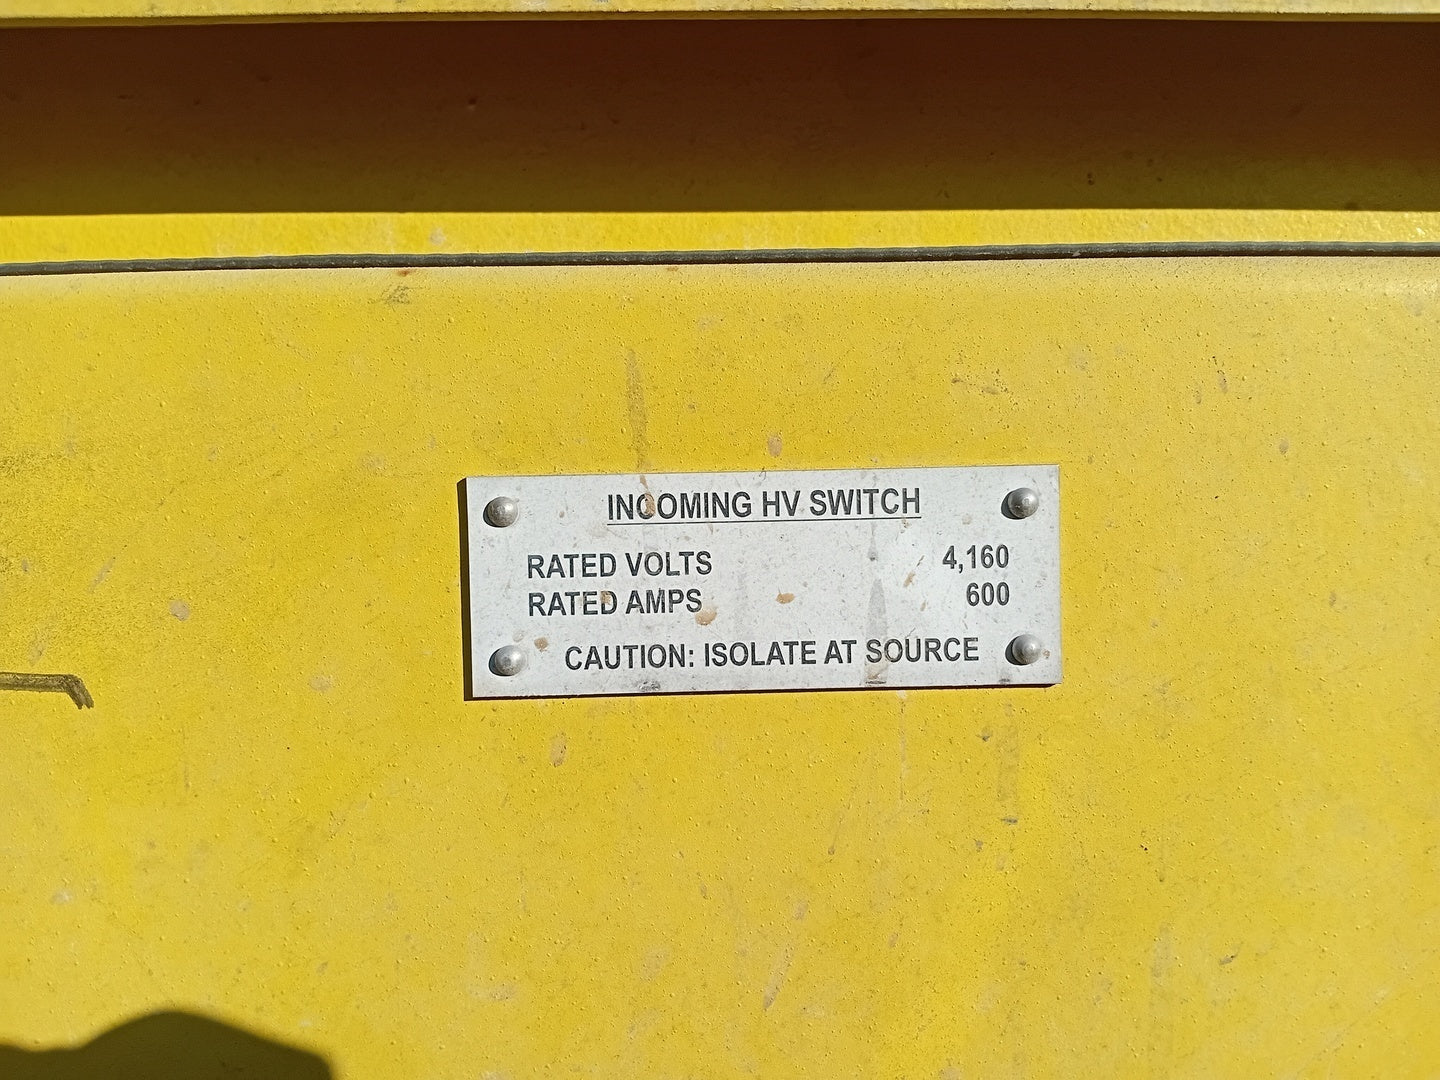 INCOMING HV SWITCH
RATED VOLTS 4,160
RATED AMPS 600
CAUTION: ISOLATE AT SOURCE